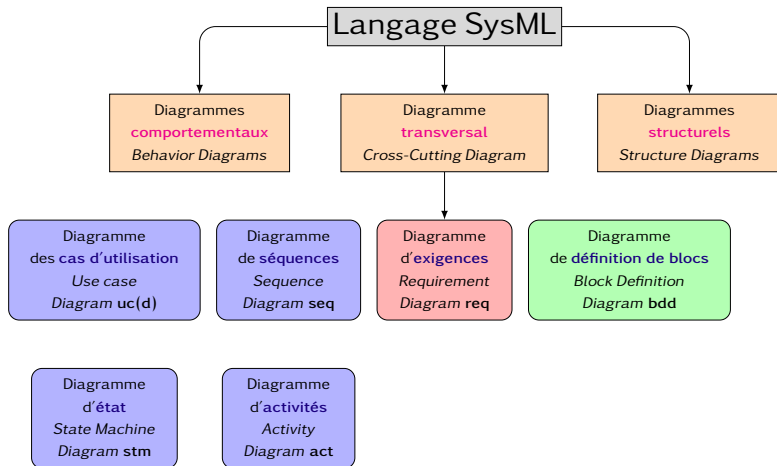 Langage SysML
Diagrammes
comportementaux
Behavior Diagrams
Diagramme
transversal
Cross-Cutting Diagram
Diagrammes
structurels
Structure Diagrams
Diagramme
des cas d'utilisation
Use case
Diagram uc(d)
Diagramme
de séquences
Sequence
Diagram seq
Diagramme
d'exigences
Requirement
Diagram req
Diagramme
de définition de blocs
Block Definition
Diagram bdd
Diagramme
d'état
State Machine
Diagram stm
Diagramme
d'activités
Activity
Diagram act